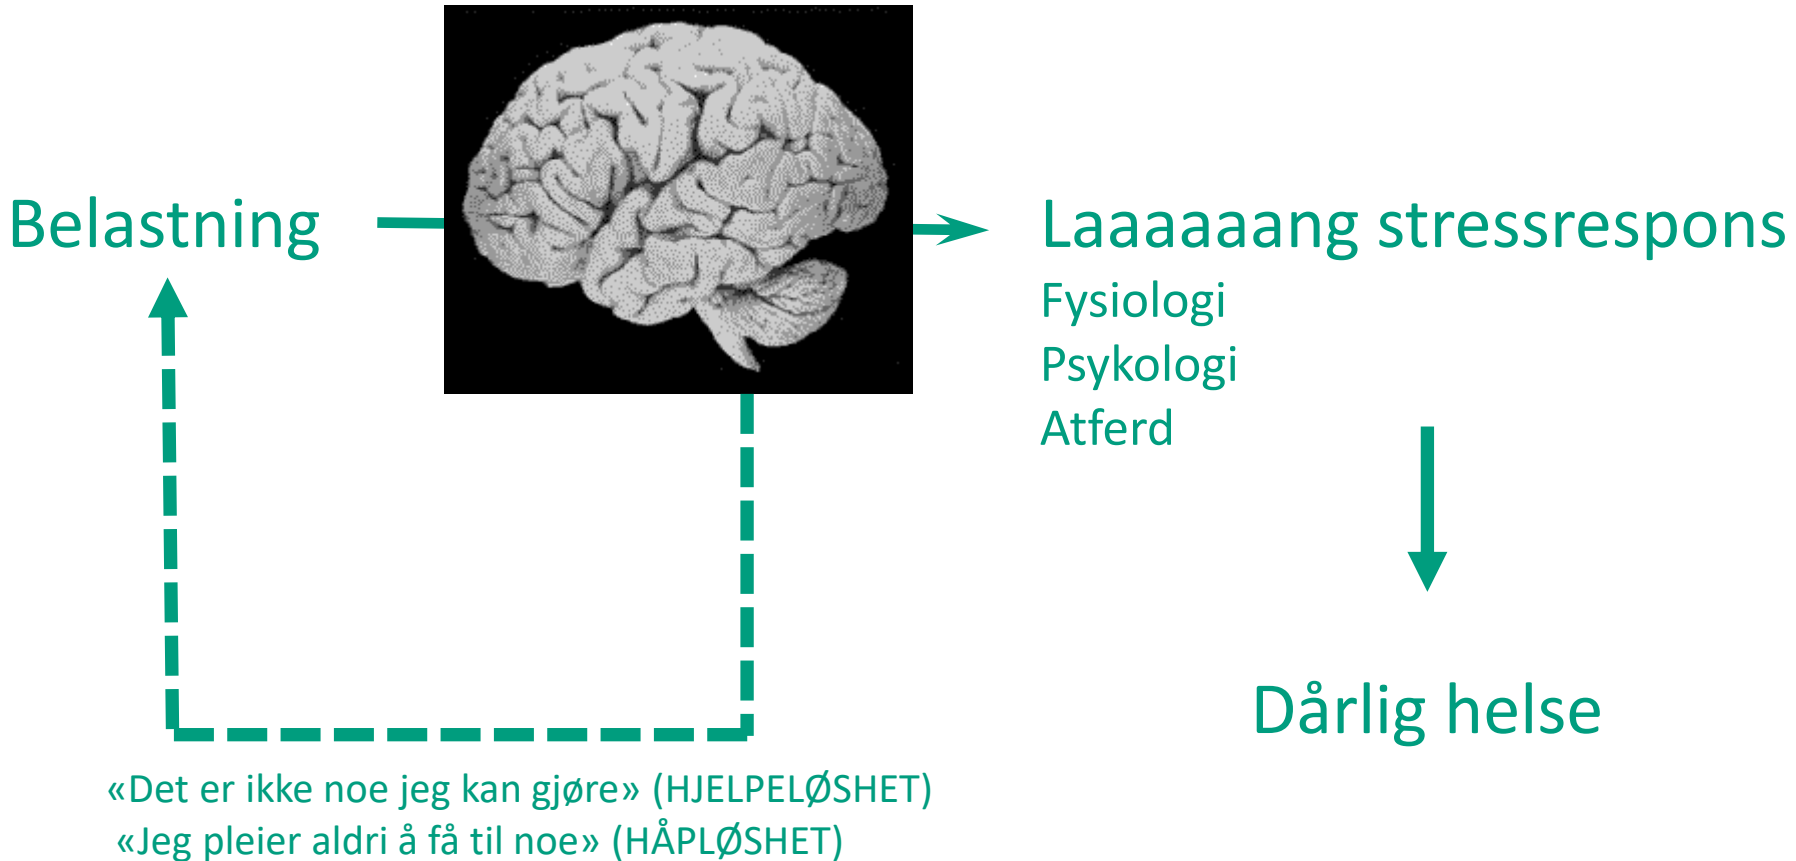 Belastning
Laaaaaang stressrespons
Fysiologi
Psykologi
Atferd
Dårlig helse
«Det er ikke noe jeg kan gjøre» (HJELPELØSHET)
«Jeg pleier aldri å få til noe» (HÅPLØSHET)